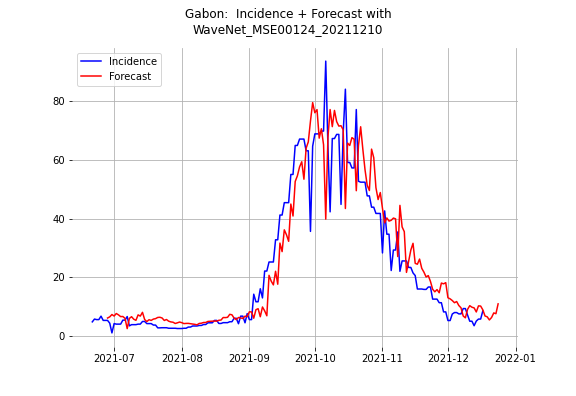 Gabon:  Incidence + Forecast with
WaveNet_MSE00124_20211210
Incidence
Forecast
80
60
40
20
0
2021-07 2021-08 2021-09 2021-10 2021-11 2021-12 2022-01